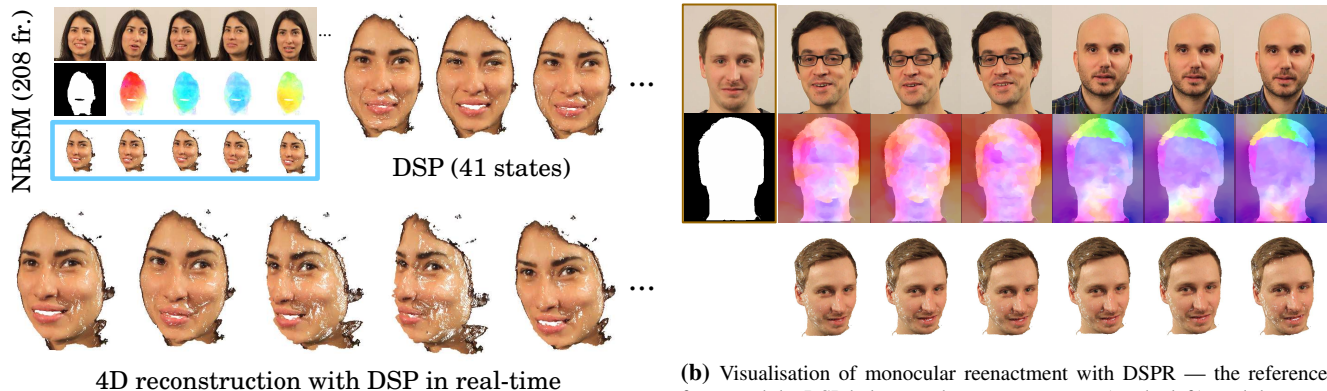 NRSfM (208 fr.)
...
DSP (41 states)
...
...
4D reconstruction with DSP in real-time
(b) Visualisation of monocular reenactment with DSPR — the reference